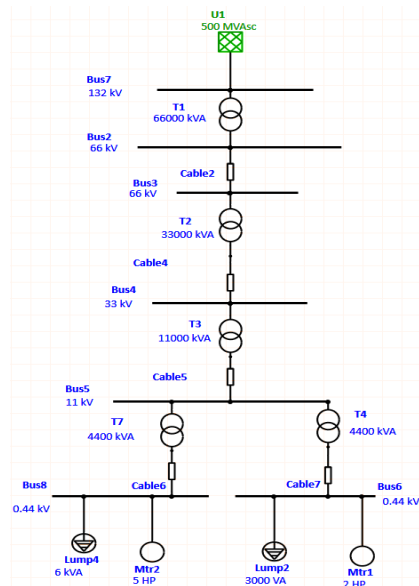 U1
500 MVAsc
Bus7
132 kV
T1
66000 kVA
Bus2
66 kV
Cable2
Bus3
66 kV
T2
33000 kVA
Cable4
Bus4
33 kV
T3
11000 kVA
Cable5
Bus5
11 kV
T7
4400 kVA
T4
4400 kVA
Bus8
Cable6
Cable7
Bus6
0.44 kV
0.44 kV
Lump4
6 kVA
Mtr2
5 HP
Lump2
3000 VA
Mtr1
2 HP